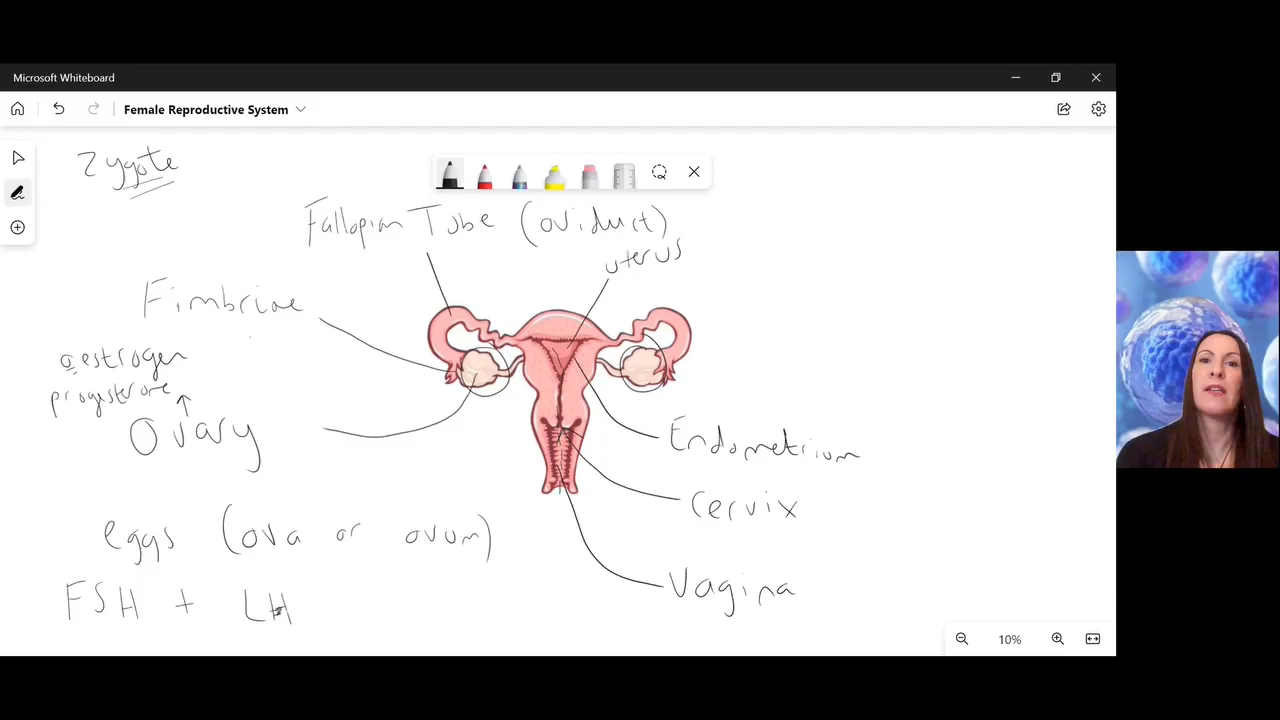 Microsoft Whiteboard
Female Reproductive System
Zygote
Fallopian Tube (oviduct)
uterus
Fimbriae
oestrogen
progesterone
Ovary
Endometrium
Cervix
eggs (ova or ovum)
Vagina
FSH + LH
10%